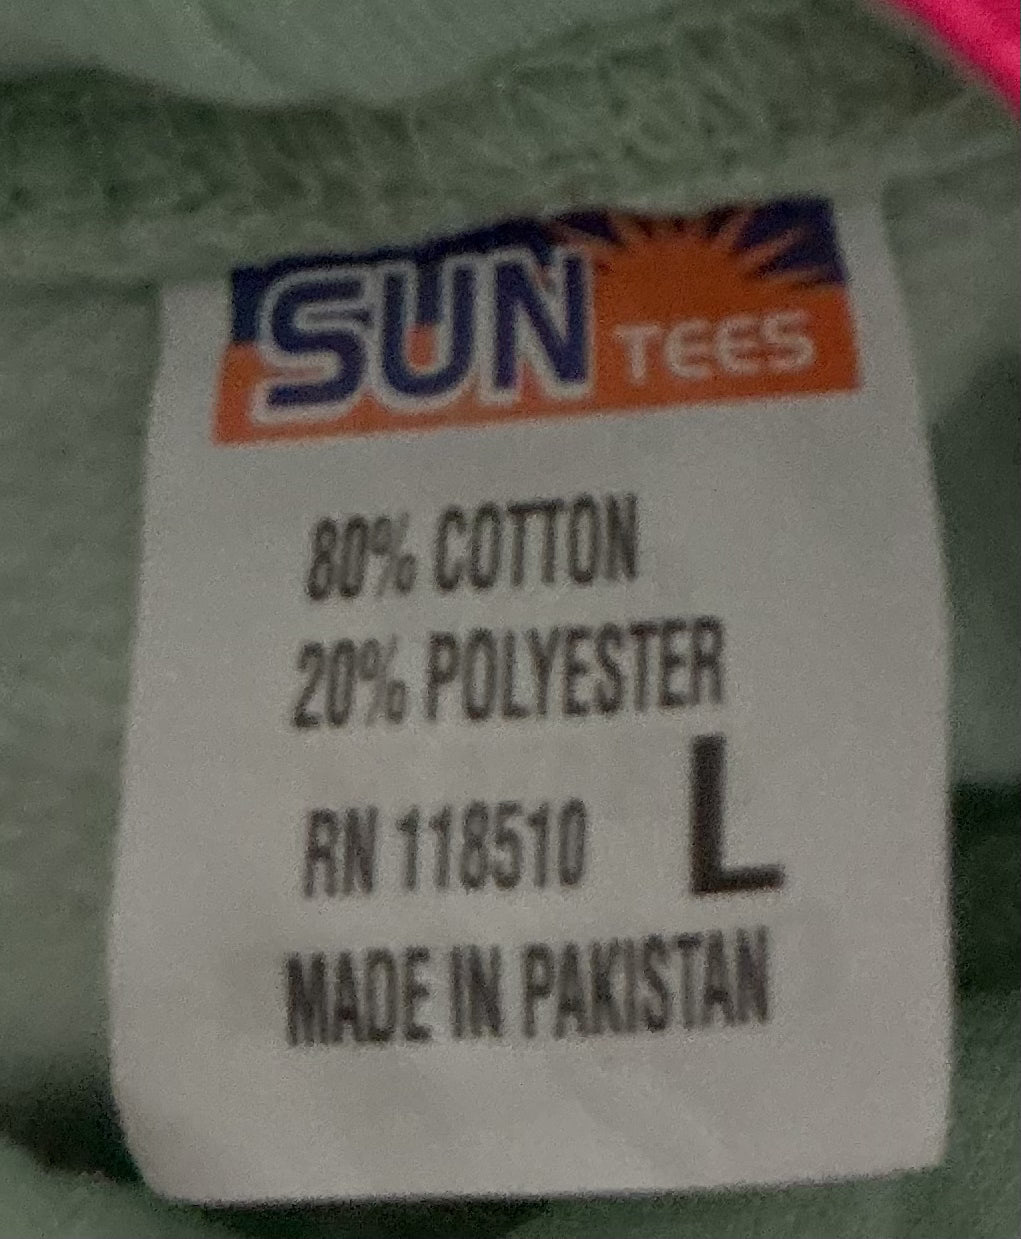 SUN TEES
80% COTTON
20% POLYESTER
RN 118510 L
MADE IN PAKISTAN